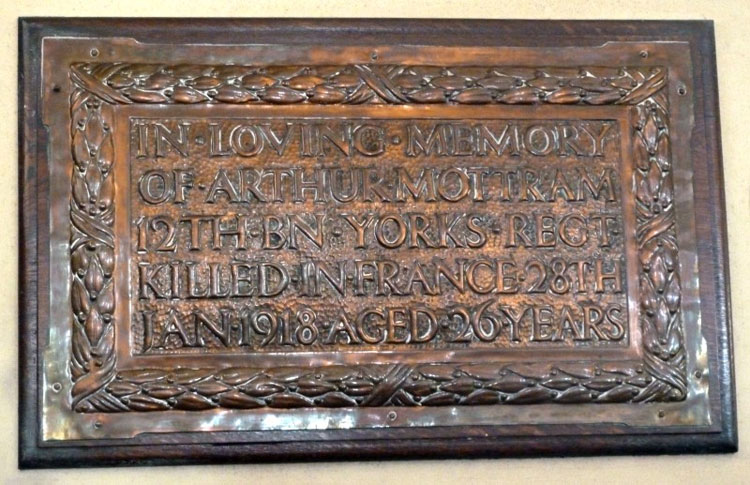 IN·LOVING·MEMORY
OF·ARTHUR·MOTTRAM
12TH·BN·YORKS·REGT
KILLED·IN·FRANCE·28TH
JAN·1918·AGED·26 YEARS